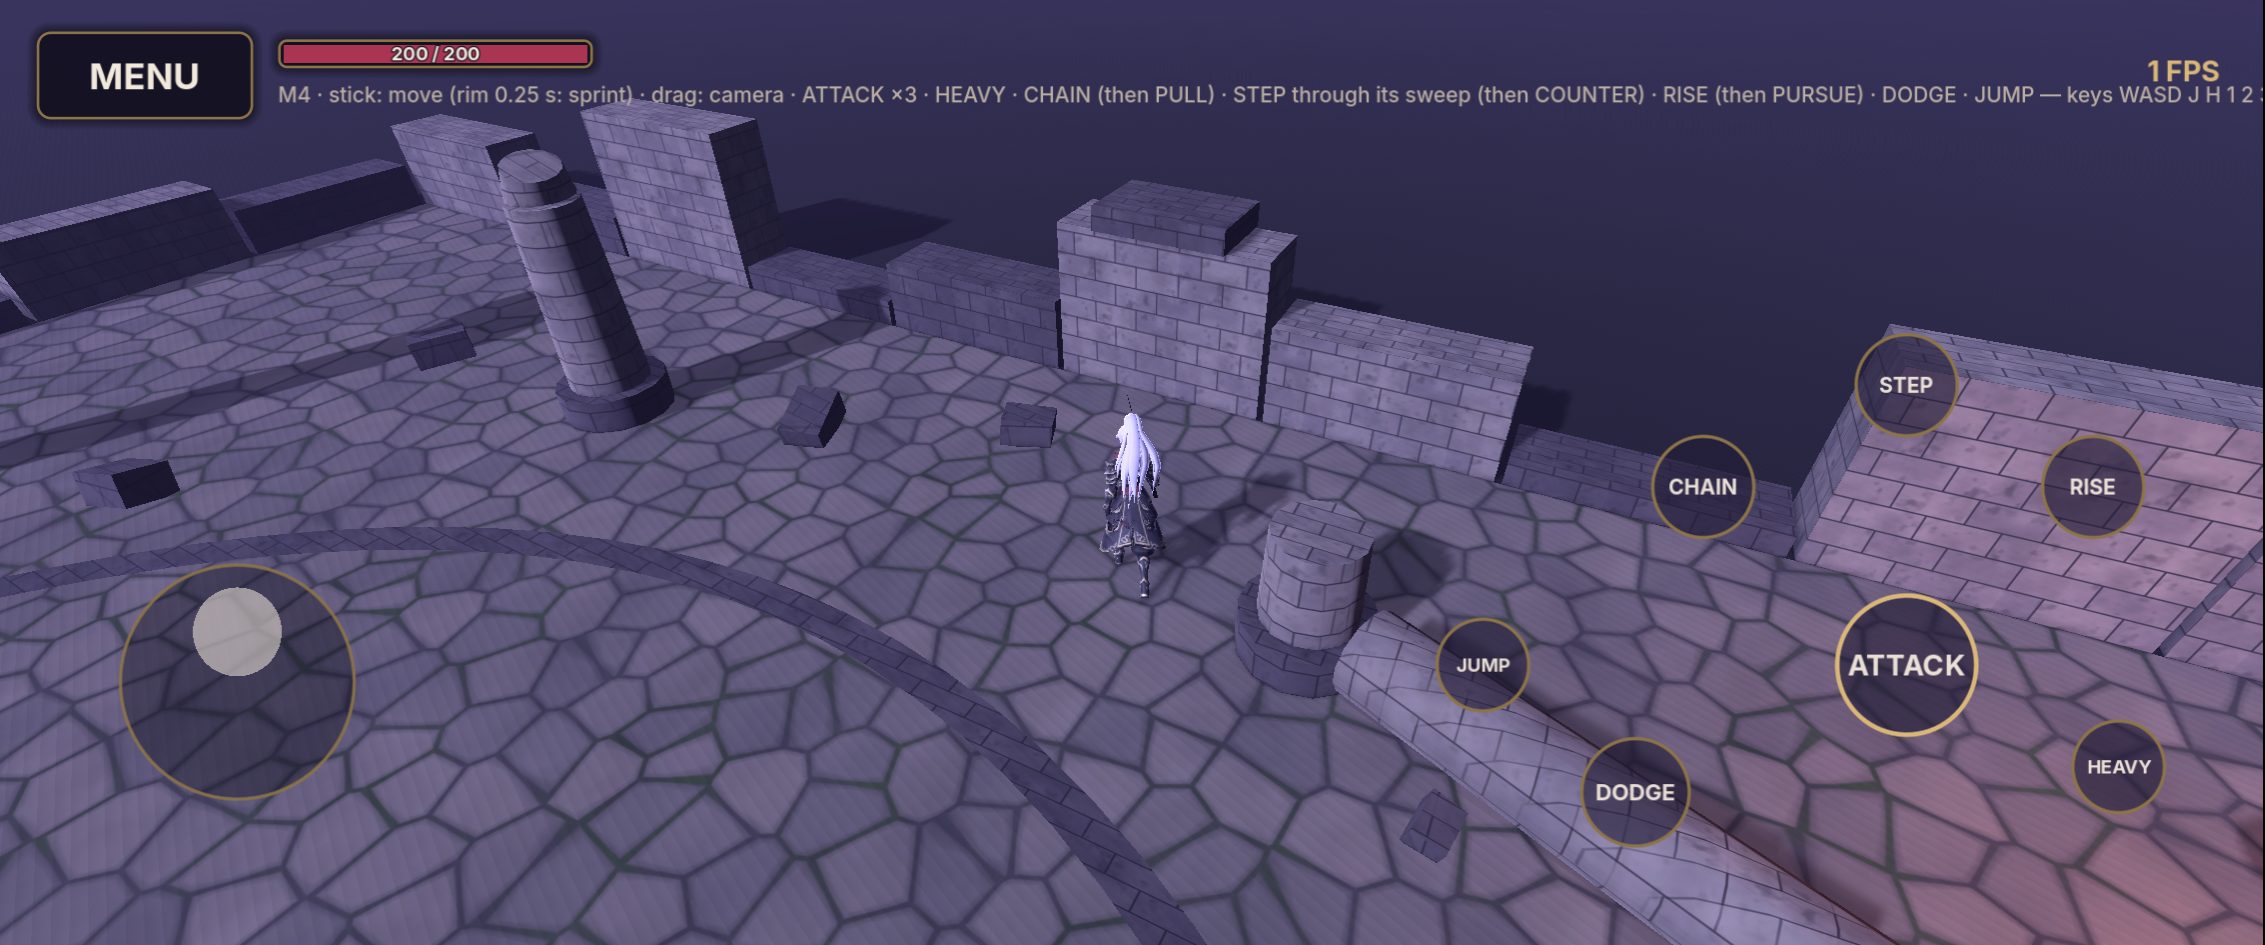 MENU
200 / 200
1 FPS
M4 · stick: move (rim 0.25 s: sprint) · drag: camera · ATTACK ×3 · HEAVY · CHAIN (then PULL) · STEP through its sweep (then COUNTER) · RISE (then PURSUE) · DODGE · JUMP — keys WASD J H 1 2
STEP
CHAIN
RISE
JUMP
ATTACK
HEAVY
DODGE